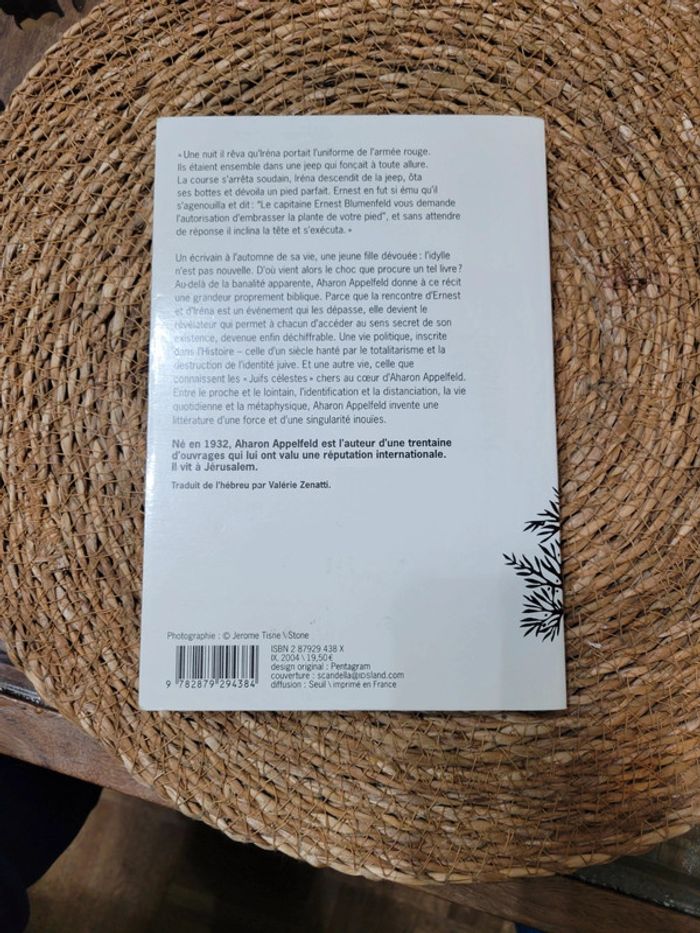 « Une nuit il rêva qu'Iréna portait l'uniforme de l'armée rouge.
Ils étaient ensemble dans une jeep qui fonçait à toute allure.
La course s'arrêta soudain, Iréna descendit de la jeep, ôta
ses bottes et dévoila un pied parfait. Ernest en fut si ému qu'il
s'agenouilla et dit : "Le capitaine Ernest Blumenfeld vous demande
l'autorisation d'embrasser la plante de votre pied", et sans attendre
de réponse il inclina la tête et s'exécuta. »
Un écrivain à l'automne de sa vie, une jeune fille dévouée : l'idylle
n'est pas nouvelle. D'où vient alors le choc que procure un tel livre ?
Au-delà de la banalité apparente, Aharon Appelfeld donne à ce récit
une grandeur proprement biblique. Parce que la rencontre d'Ernest
et d'Iréna est un événement qui les dépasse, elle devient le
révélateur qui permet à chacun d'accéder au sens secret de son
existence, devenue enfin déchiffrable. Une vie politique, inscrite
dans l'Histoire – celle d'un siècle hanté par le totalitarisme et la
destruction de l'identité juive. Et une autre vie, celle que
connaissent les « Juifs célestes » chers au cœur d'Aharon Appelfeld.
Entre le proche et le lointain, l'identification et la distanciation, la vie
quotidienne et la métaphysique, Aharon Appelfeld invente une
littérature d'une force et d'une singularité inouïes.
Né en 1932, Aharon Appelfeld est l'auteur d'une trentaine
d'ouvrages qui lui ont valu une réputation internationale.
Il vit à Jérusalem.
Traduit de l'hébreu par Valérie Zenatti.
Photographie : © Jerome Tisne \ Stone
ISBN 2 87929 438 X
IX. 2004 \ 19,50 €
design original : Pentagram
couverture : scandella@iDSland.com
diffusion : Seuil \ imprimé en France
9 782879 294384